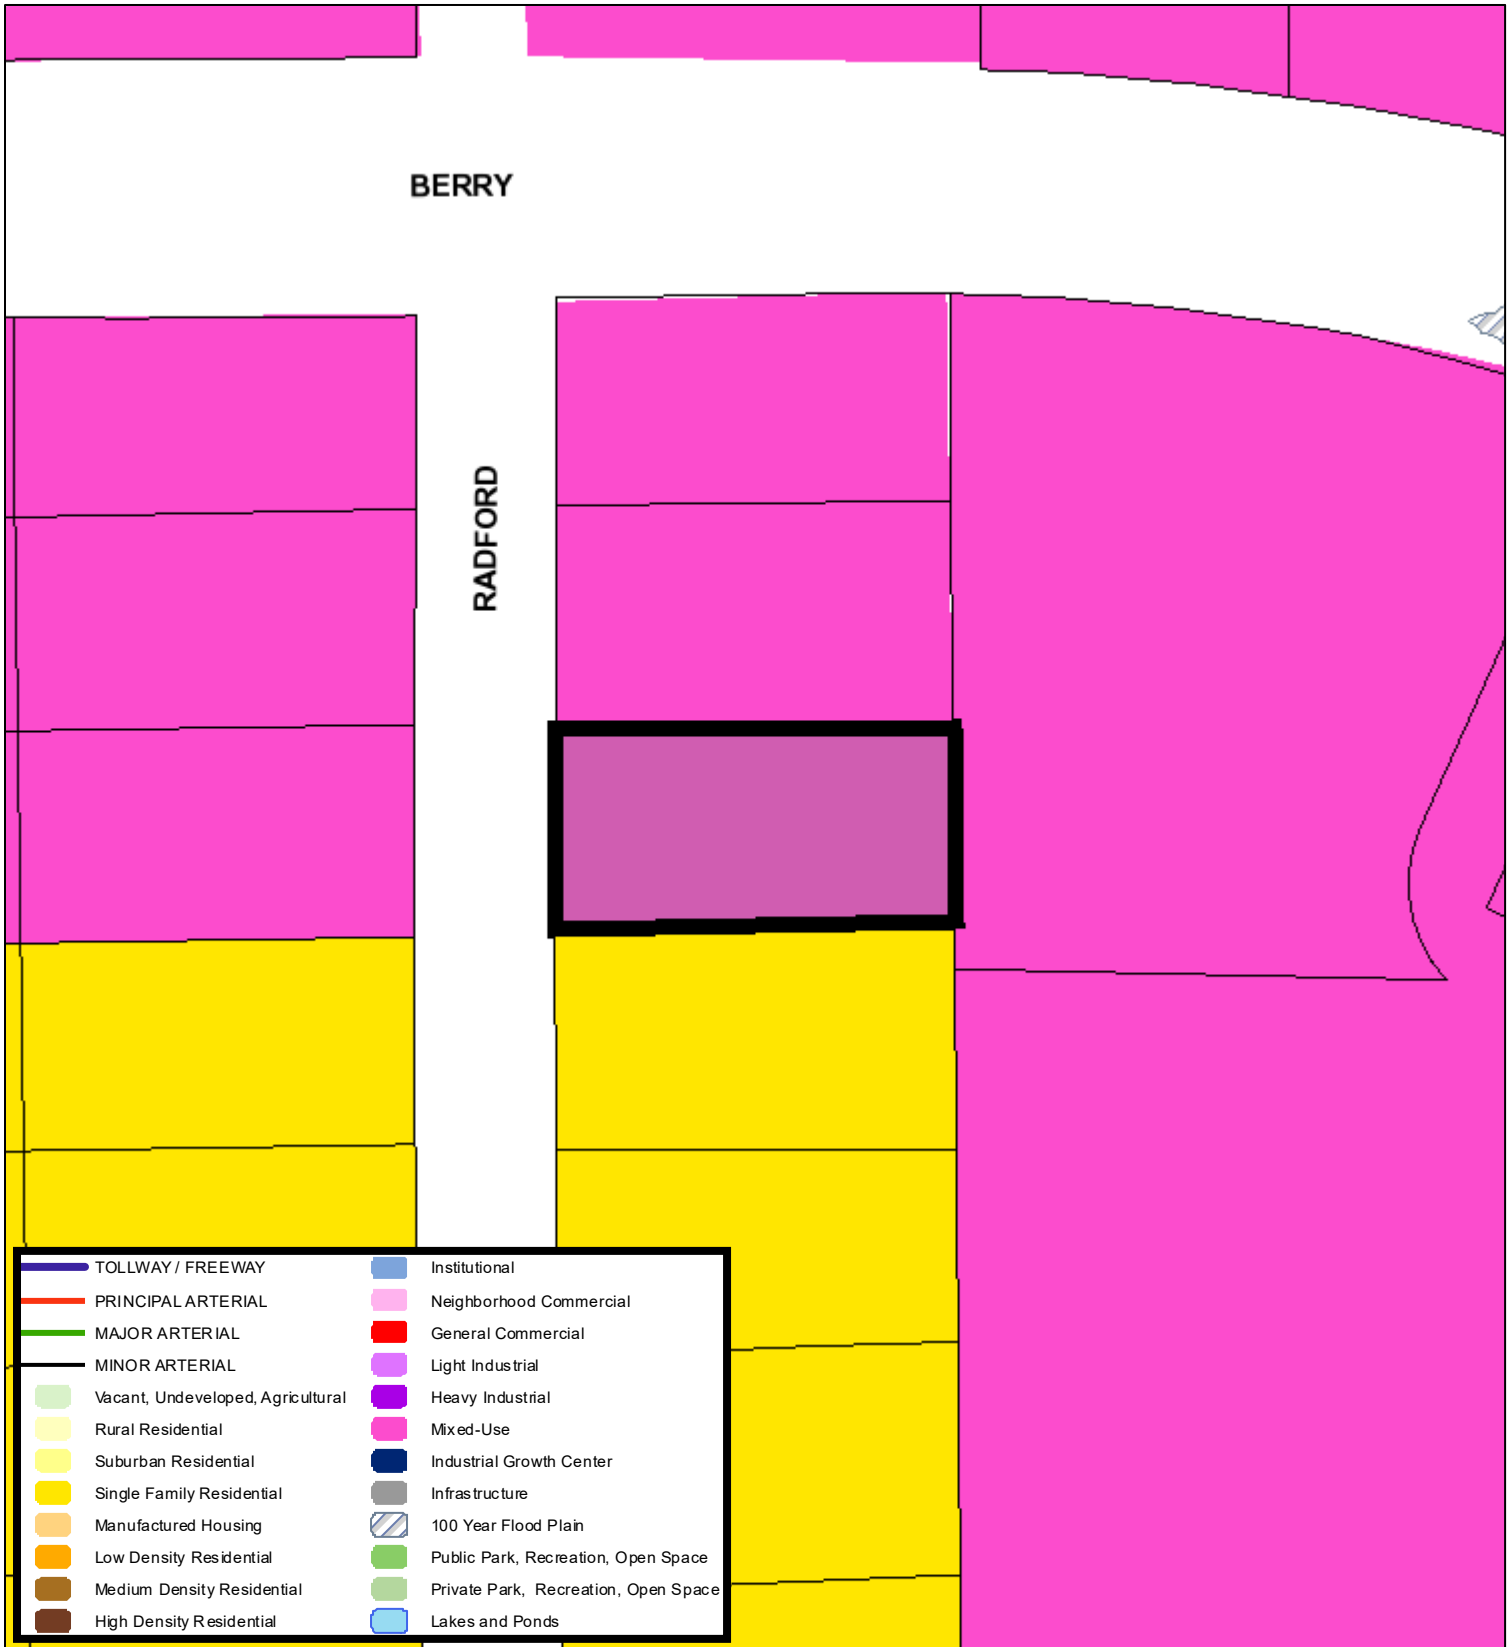 BERRY
RADFORD
TOLLWAY / FREEWAY
PRINCIPAL ARTERIAL
MAJOR ARTERIAL
MINOR ARTERIAL
Vacant, Undeveloped, Agricultural
Rural Residential
Suburban Residential
Single Family Residential
Manufactured Housing
Low Density Residential
Medium Density Residential
High Density Residential
Institutional
Neighborhood Commercial
General Commercial
Light Industrial
Heavy Industrial
Mixed-Use
Industrial Growth Center
Infrastructure
100 Year Flood Plain
Public Park, Recreation, Open Space
Private Park, Recreation, Open Space
Lakes and Ponds